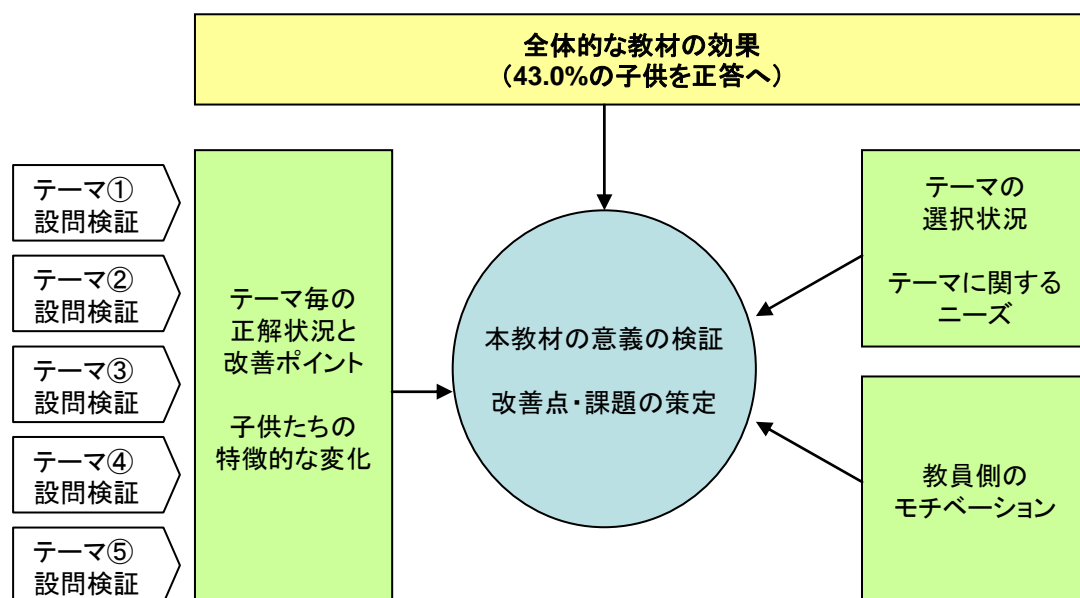 全体的な教材の効果
（43.0%の子供を正答へ）
テーマ①
設問検証
テーマ②
設問検証
テーマ③
設問検証
テーマ④
設問検証
テーマ⑤
設問検証
テーマ毎の
正解状況と
改善ポイント
子供たちの
特徴的な変化
本教材の意義の検証
改善点・課題の策定
テーマの
選択状況
テーマに関する
ニーズ
教員側の
モチベーション